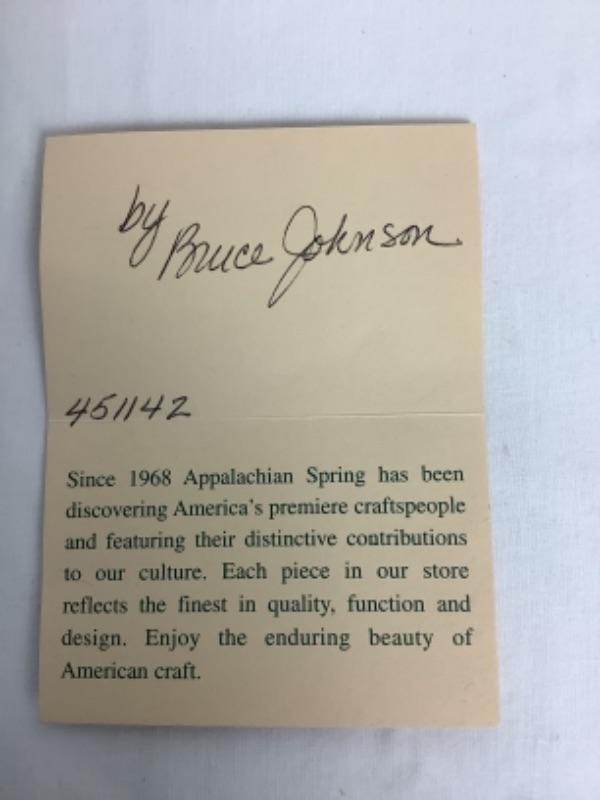 by
Bruce Johnson
451142
Since 1968 Appalachian Spring has been
discovering America's premiere craftspeople
and featuring their distinctive contributions
to our culture. Each piece in our store
reflects the finest in quality, function and
design. Enjoy the enduring beauty of
American craft.